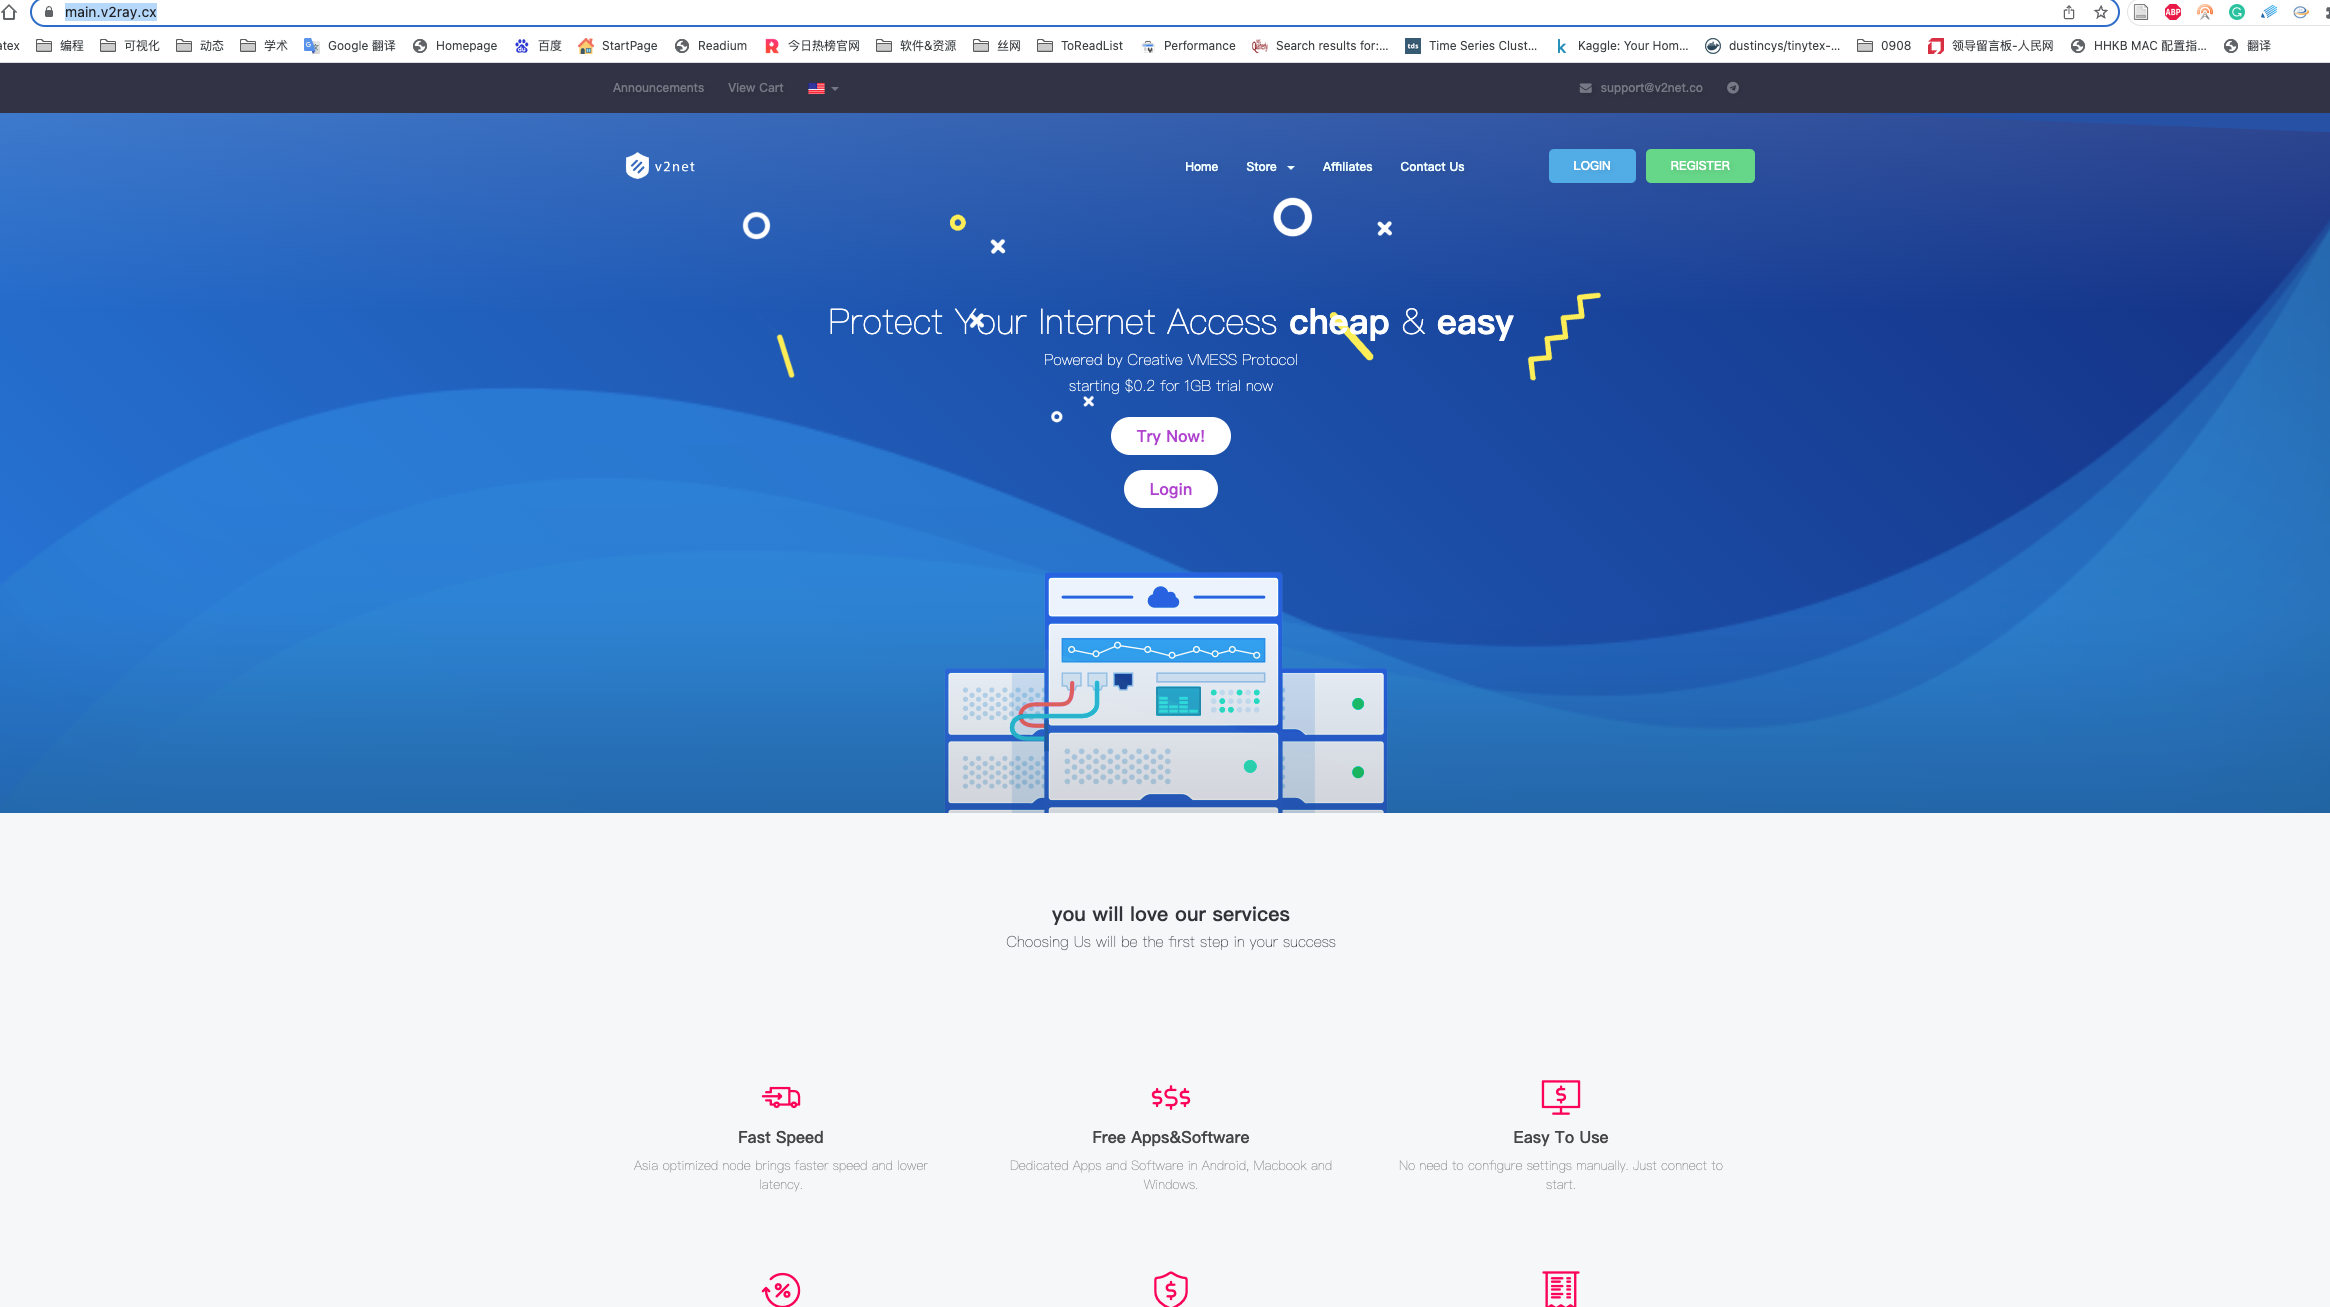 main.v2ray.cx
atex 编程 可视化 动态 学术 Google 翻译 Homepage 百度 StartPage Readium 今日热榜官网 软件&资源 丝网 ToReadList Performance Search results for:... Time Series Clust... Kaggle: Your Hom... dustincys/tinytex-... 0908 领导留言板-人民网 HHKB MAC 配置指... 翻译
Announcements View Cart support@v2net.co
v2net Home Store Affiliates Contact Us LOGIN REGISTER
Protect Your Internet Access cheap & easy
Powered by Creative VMESS Protocol
starting $0.2 for 1GB trial now
Try Now!
Login
you will love our services
Choosing Us will be the first step in your success
Fast Speed Free Apps&Software Easy To Use
Asia optimized node brings faster speed and lower Dedicated Apps and Software in Android, Macbook and No need to configure settings manually. Just connect to
latency. Windows. start.